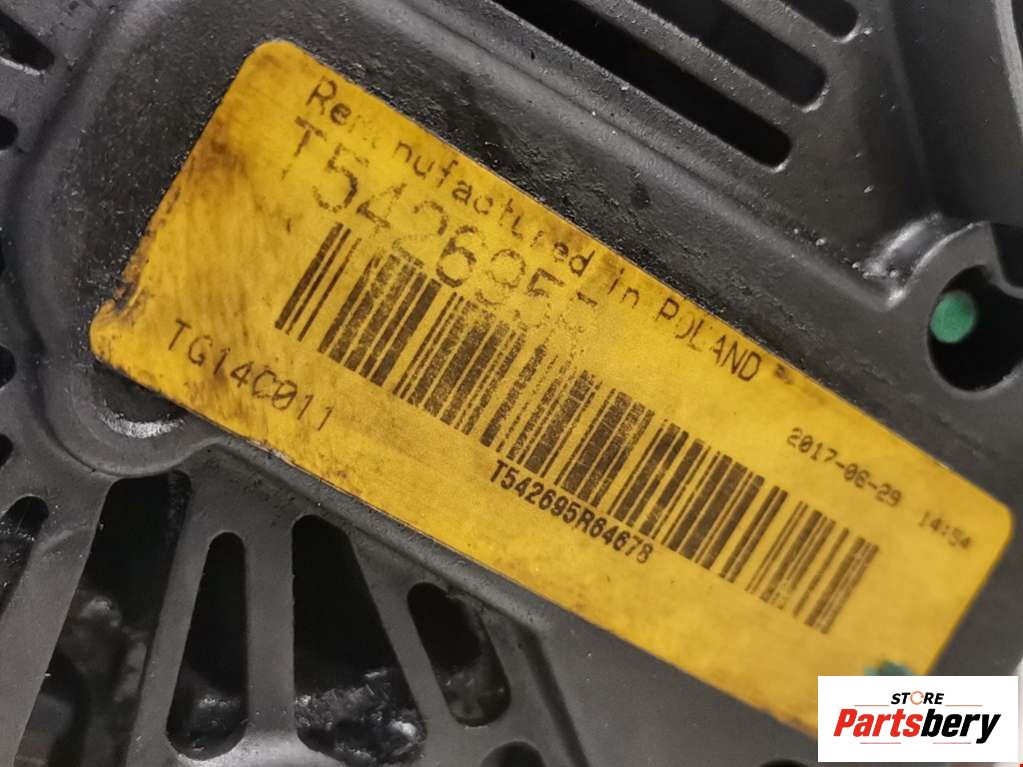 Remanufactured in POLAND
T542695
TG14C011
2017-06-29 14:54
T542695R64678
STORE
Partsbery